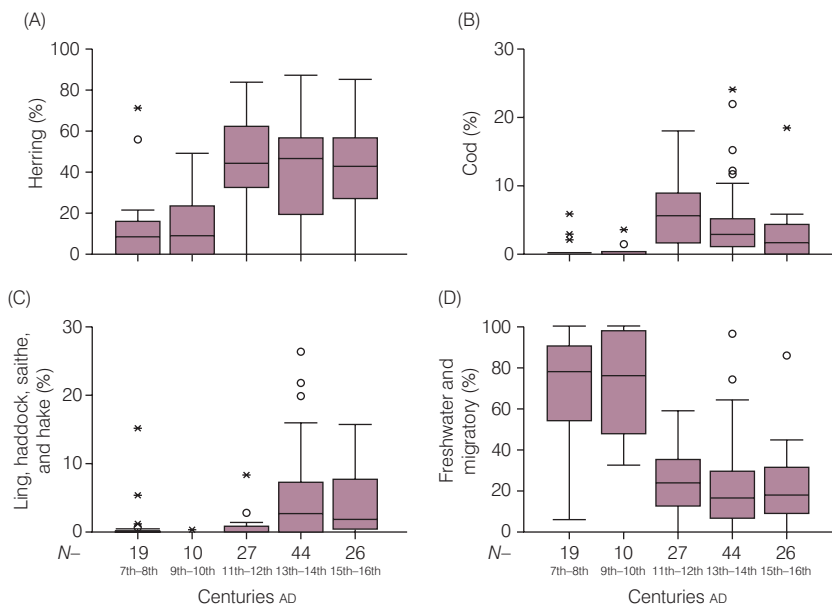 (A)
Herring (%)
100
80
60
40
20
0
(B)
Cod (%)
30
20
10
0
(C)
Ling, haddock, saithe,
and hake (%)
30
20
10
0
N– 19 10 27 44 26
7th–8th 9th–10th 11th–12th 13th–14th 15th–16th
Centuries AD
(D)
Freshwater and
migratory (%)
100
80
60
40
20
0
N– 19 10 27 44 26
7th–8th 9th–10th 11th–12th 13th–14th 15th–16th
Centuries AD